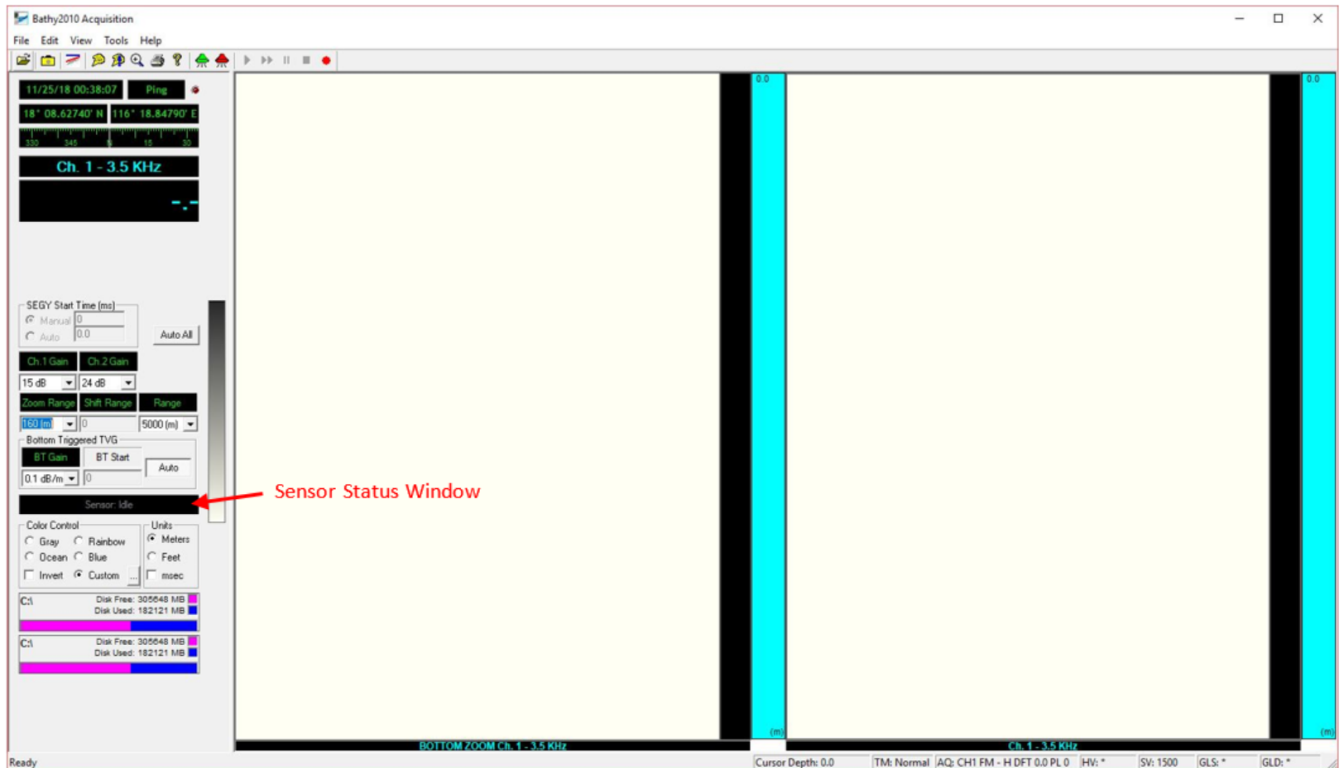 Bathy2010 Acquisition
File Edit View Tools Help
11/25/18 00:38:07 Ping
18° 08.62740' N 116° 18.84790' E
330 345 N 15 30
Ch. 1 - 3.5 KHz
-.-
SEGY Start Time (ms)
Manual 0
Auto 0.0 Auto All
Ch.1 Gain Ch.2 Gain
15 dB 24 dB
Zoom Range Shift Range Range
160 (m) 0 5000 (m)
Bottom Triggered TVG
BT Gain BT Start Auto
0.1 dB/m 0
Sensor: Idle
Sensor Status Window
Color Control Units
Gray Rainbow Meters
Ocean Blue Feet
Invert Custom ... msec
C:\ Disk Free: 305648 MB
Disk Used: 182121 MB
C:\ Disk Free: 305648 MB
Disk Used: 182121 MB
0.0 0.0
(m) (m)
BOTTOM ZOOM Ch. 1 - 3.5 KHz Ch. 1 - 3.5 KHz
Ready Cursor Depth: 0.0 TM: Normal AQ: CH1 FM - H DFT 0.0 PL 0 HV: * SV: 1500 GLS: * GLD: *